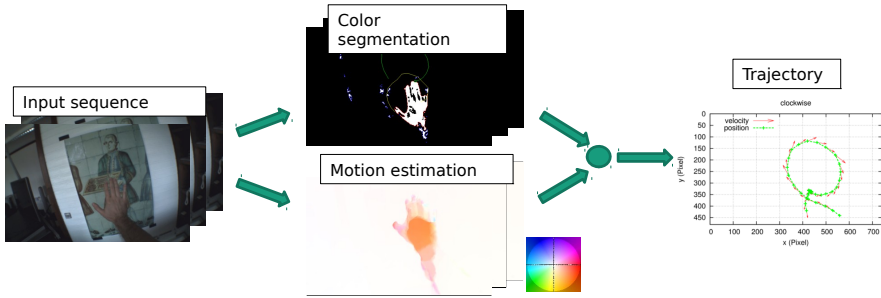 Input sequence
Color
segmentation
Motion estimation
Trajectory
clockwise
velocity
position
0
50
100
150
200
250
300
350
400
450
y (Pixel)
0 100 200 300 400 500 600 700
x (Pixel)